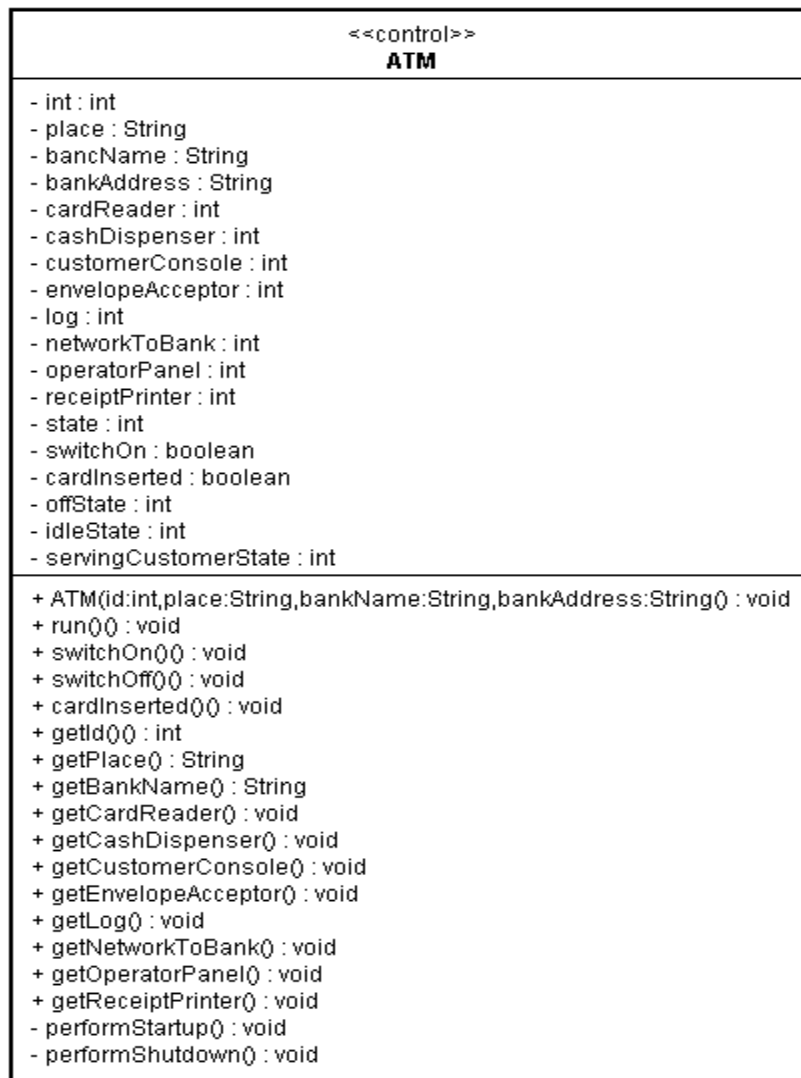 <<control>>
ATM
- int : int
- place : String
- bancName : String
- bankAddress : String
- cardReader : int
- cashDispenser : int
- customerConsole : int
- envelopeAcceptor : int
- log : int
- networkToBank : int
- operatorPanel : int
- receiptPrinter : int
- state : int
- switchOn : boolean
- cardInserted : boolean
- offState : int
- idleState : int
- servingCustomerState : int
+ ATM(id:int,place:String,bankName:String,bankAddress:String() : void
+ run()() : void
+ switchOn()() : void
+ switchOff()() : void
+ cardInserted()() : void
+ getId()() : int
+ getPlace() : String
+ getBankName() : String
+ getCardReader() : void
+ getCashDispenser() : void
+ getCustomerConsole() : void
+ getEnvelopeAcceptor() : void
+ getLog() : void
+ getNetworkToBank() : void
+ getOperatorPanel() : void
+ getReceiptPrinter() : void
- performStartup() : void
- performShutdown() : void